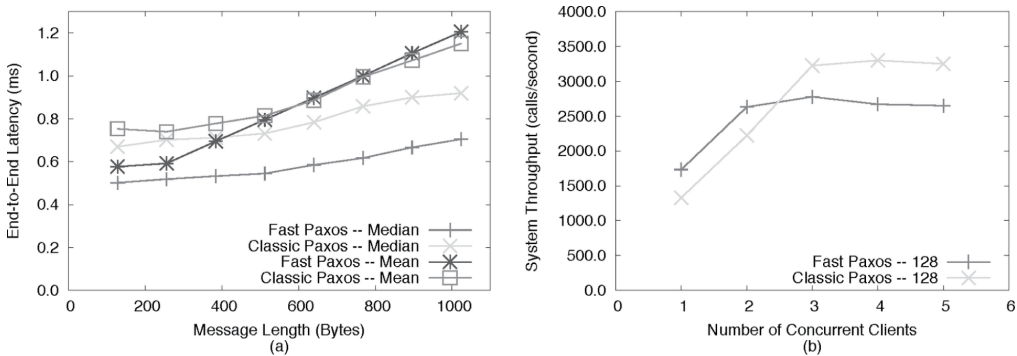 End-to-End Latency (ms)
1.2
1.0
0.8
0.6
0.4
0.2
0.0
Fast Paxos -- Median
Classic Paxos -- Median
Fast Paxos -- Mean
Classic Paxos -- Mean
0 200 400 600 800 1000
Message Length (Bytes)
(a)
System Throughput (calls/second)
4000.0
3500.0
3000.0
2500.0
2000.0
1500.0
1000.0
500.0
0.0
Fast Paxos -- 128
Classic Paxos -- 128
0 1 2 3 4 5 6
Number of Concurrent Clients
(b)